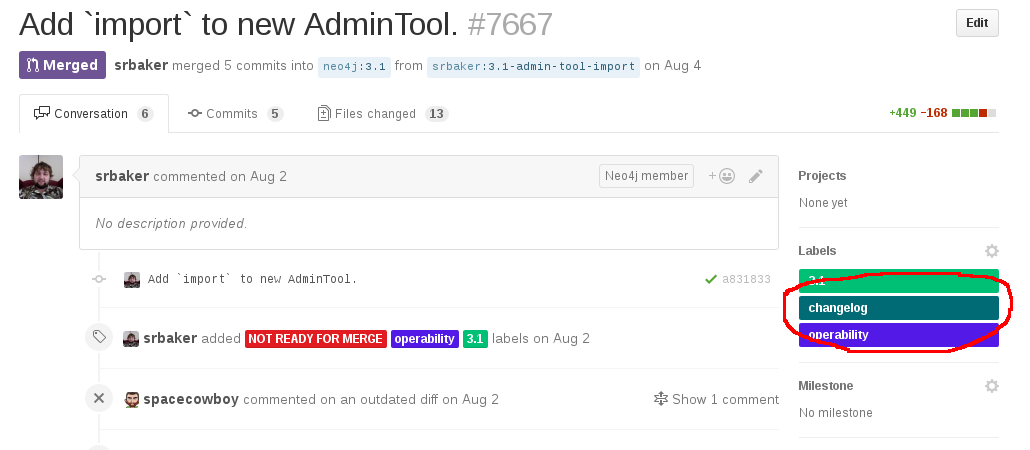 Add `import` to new AdminTool. #7667
Edit
Merged srbaker merged 5 commits into neo4j:3.1 from srbaker:3.1-admin-tool-import on Aug 4
Conversation 6 Commits 5 Files changed 13 +449 −168
srbaker commented on Aug 2 Neo4j member +
No description provided.
Add `import` to new AdminTool. a831833
srbaker added NOT READY FOR MERGE operability 3.1 labels on Aug 2
spacecowboy commented on an outdated diff on Aug 2 Show 1 comment
Projects
None yet
Labels
3.1
changelog
operability
Milestone
No milestone